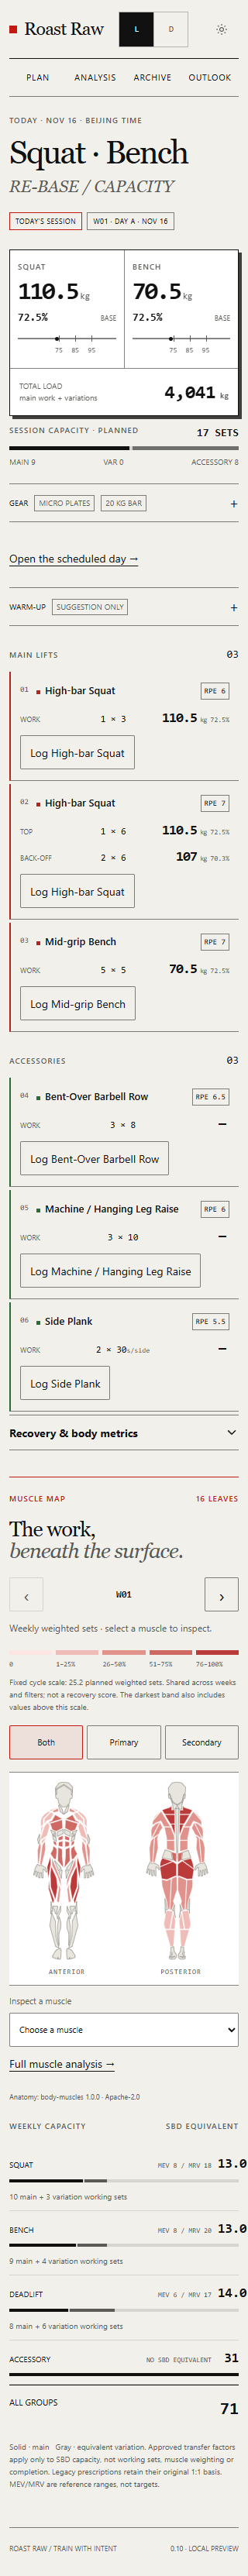 Roast Raw L D
PLAN ANALYSIS ARCHIVE OUTLOOK
TODAY · NOV 16 · BEIJING TIME
Squat · Bench
RE-BASE / CAPACITY
TODAY'S SESSION W01 · DAY A · NOV 16
SQUAT BENCH
110.5 kg 70.5 kg
72.5% BASE 72.5% BASE
75 85 95 75 85 95
TOTAL LOAD
main work + variations
4,041 kg
SESSION CAPACITY · PLANNED 17 SETS
MAIN 9 VAR 0 ACCESSORY 8
GEAR MICRO PLATES 20 KG BAR +
Open the scheduled day →
WARM-UP SUGGESTION ONLY +
MAIN LIFTS 03
01 High-bar Squat RPE 6
WORK 1 × 3 110.5 kg 72.5%
Log High-bar Squat
02 High-bar Squat RPE 7
TOP 1 × 6 110.5 kg 72.5%
BACK-OFF 2 × 6 107 kg 70.3%
Log High-bar Squat
03 Mid-grip Bench RPE 7
WORK 5 × 5 70.5 kg 72.5%
Log Mid-grip Bench
ACCESSORIES 03
04 Bent-Over Barbell Row RPE 6.5
WORK 3 × 8 —
Log Bent-Over Barbell Row
05 Machine / Hanging Leg Raise RPE 6
WORK 3 × 10 —
Log Machine / Hanging Leg Raise
06 Side Plank RPE 5.5
WORK 2 × 30s/side —
Log Side Plank
Recovery & body metrics
MUSCLE MAP 16 LEAVES
The work,
beneath the surface.
‹ W01 ›
Weekly weighted sets · select a muscle to inspect.
0 1–25% 26–50% 51–75% 76–100%
Fixed cycle scale: 25.2 planned weighted sets. Shared across weeks
and filters; not a recovery score. The darkest band also includes
values above this scale.
Both Primary Secondary
ANTERIOR POSTERIOR
Inspect a muscle
Choose a muscle
Full muscle analysis →
Anatomy: body-muscles 1.0.0 · Apache-2.0
WEEKLY CAPACITY SBD EQUIVALENT
SQUAT MEV 8 / MRV 18 13.0
10 main + 3 variation working sets
BENCH MEV 8 / MRV 20 13.0
9 main + 4 variation working sets
DEADLIFT MEV 6 / MRV 17 14.0
8 main + 6 variation working sets
ACCESSORY NO SBD EQUIVALENT 31
ALL GROUPS 71
Solid · main Gray · equivalent variation. Approved transfer factors
apply only to SBD capacity, not working sets, muscle weighting or
completion. Legacy prescriptions retain their original 1:1 basis.
MEV/MRV are reference ranges, not targets.
ROAST RAW / TRAIN WITH INTENT 0.10 · LOCAL PREVIEW